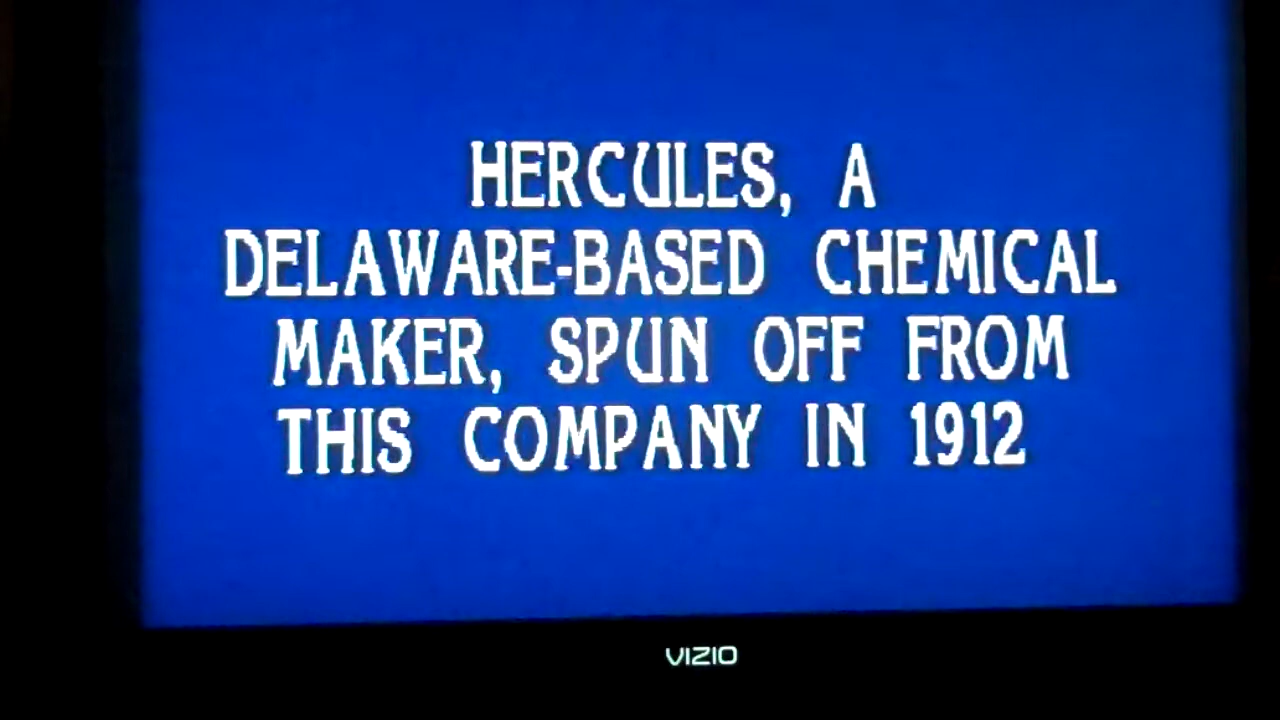 HERCULES, A
DELAWARE-BASED CHEMICAL
MAKER, SPUN OFF FROM
THIS COMPANY IN 1912
VIZIO